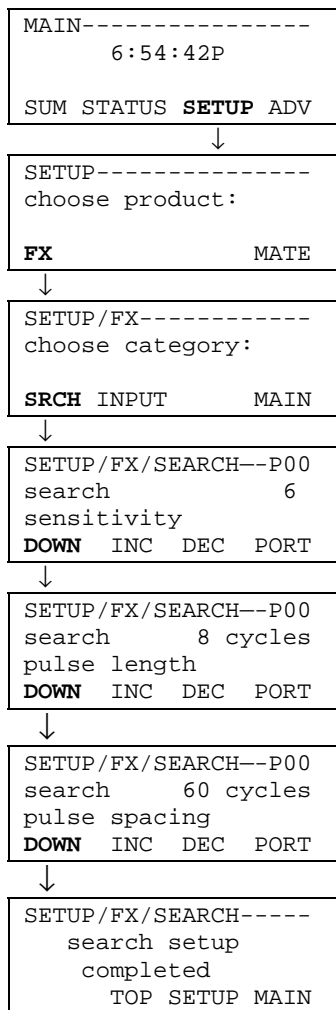 MAIN----------------
6:54:42P
SUM STATUS SETUP ADV
↓
SETUP---------------
choose product:
FX MATE
↓
SETUP/FX------------
choose category:
SRCH INPUT MAIN
↓
SETUP/FX/SEARCH—-P00
search 6
sensitivity
DOWN INC DEC PORT
↓
SETUP/FX/SEARCH—-P00
search 8 cycles
pulse length
DOWN INC DEC PORT
↓
SETUP/FX/SEARCH—-P00
search 60 cycles
pulse spacing
DOWN INC DEC PORT
↓
SETUP/FX/SEARCH-----
search setup
completed
TOP SETUP MAIN